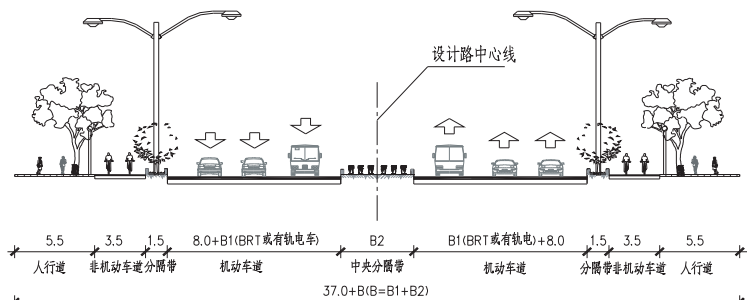 设计路中心线
5.5 3.5 1.5 8.0+B1(BRT或有轨电车) B2 B1(BRT或有轨电)+8.0 1.5 3.5 5.5
人行道 非机动车道 分隔带 机动车道 中央分隔带 机动车道 分隔带 非机动车道 人行道
37.0+B(B=B1+B2)